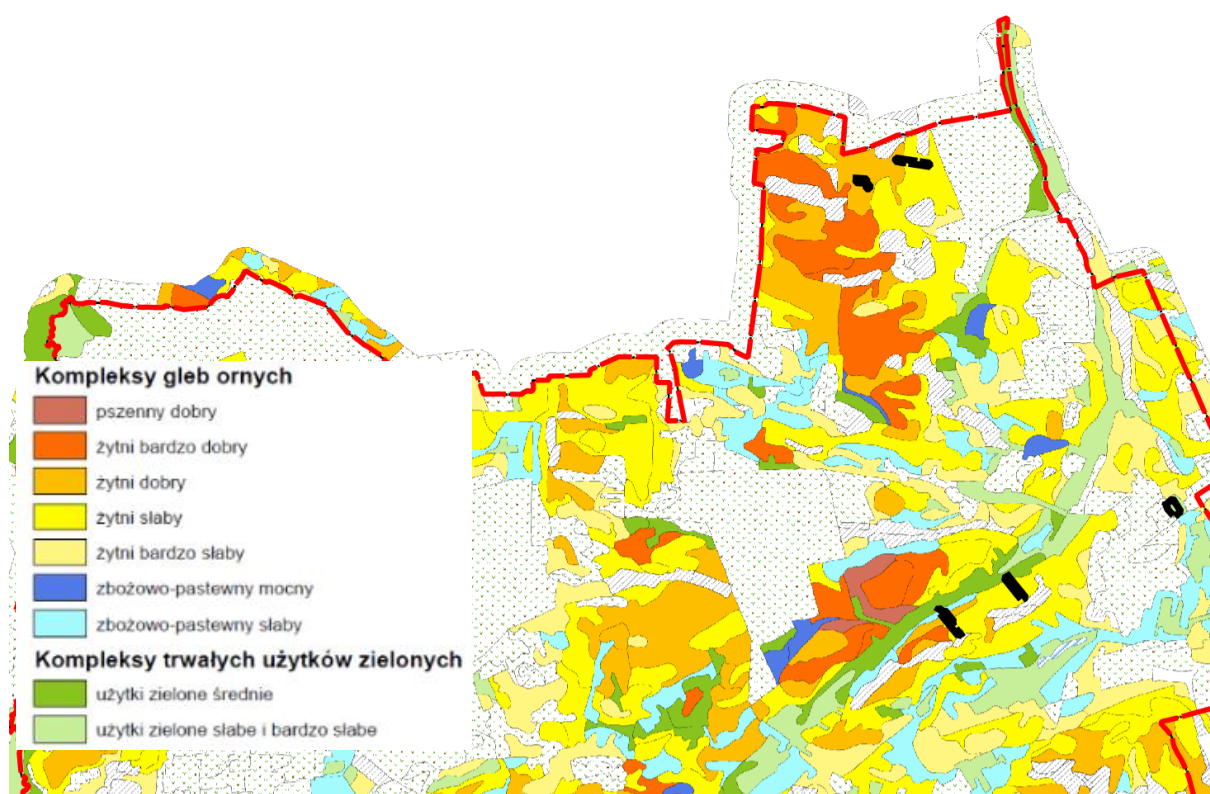 Kompleksy gleb ornych
pszenny dobry
żytni bardzo dobry
żytni dobry
żytni słaby
żytni bardzo słaby
zbożowo-pastewny mocny
zbożowo-pastewny słaby
Kompleksy trwałych użytków zielonych
użytki zielone średnie
użytki zielone słabe i bardzo słabe